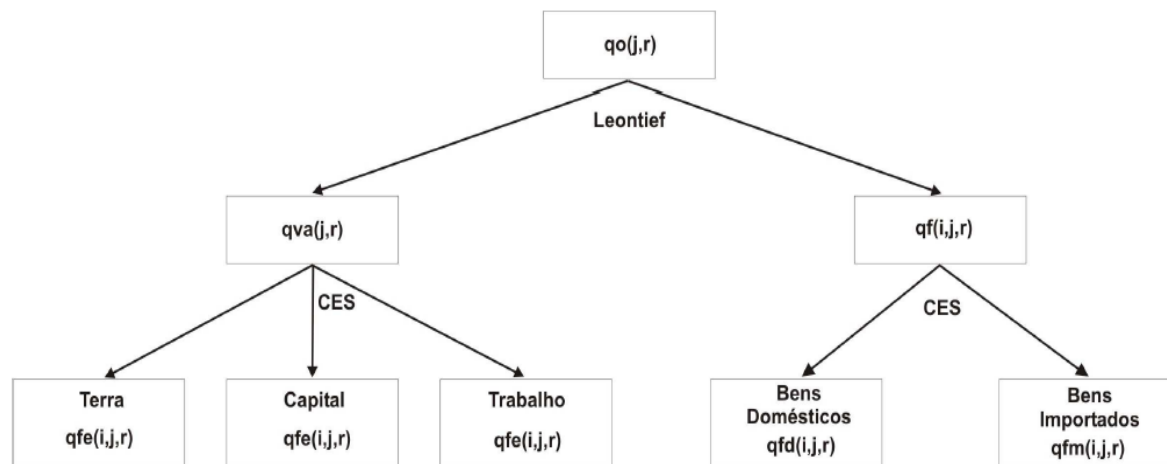 qo(j,r)
Leontief
qva(j,r)
qf(i,j,r)
CES
CES
Terra
qfe(i,j,r)
Capital
qfe(i,j,r)
Trabalho
qfe(i,j,r)
Bens
Domésticos
qfd(i,j,r)
Bens
Importados
qfm(i,j,r)